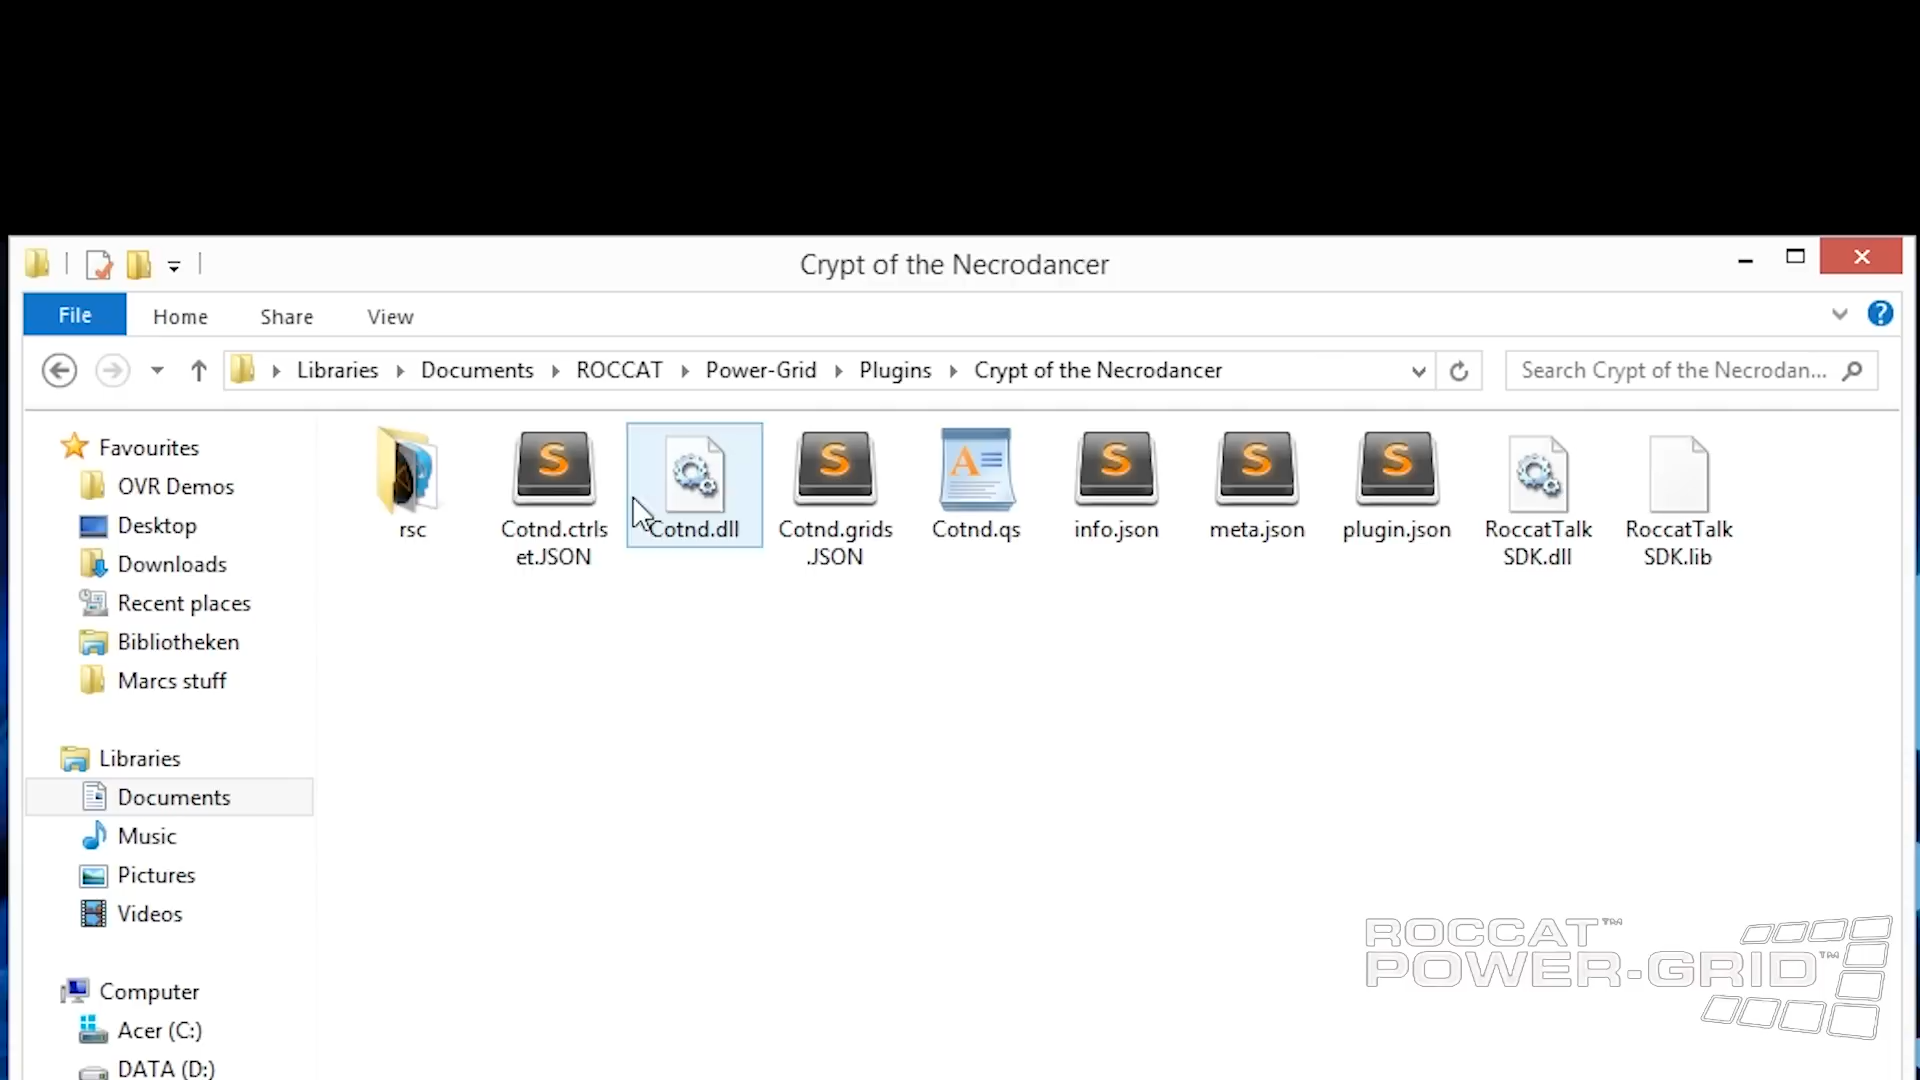 Crypt of the Necrodancer
File Home Share View
Libraries Documents ROCCAT Power-Grid Plugins Crypt of the Necrodancer
Search Crypt of the Necrodan...
Favourites
OVR Demos
Desktop
Downloads
Recent places
Bibliotheken
Marcs stuff
Libraries
Documents
Music
Pictures
Videos
Computer
Acer (C:)
DATA (D:)
rsc
Cotnd.ctrls
et.JSON
Cotnd.dll
Cotnd.grids
.JSON
Cotnd.qs
info.json
meta.json
plugin.json
RoccatTalk
SDK.dll
RoccatTalk
SDK.lib
ROCCAT™
POWER-GRID™